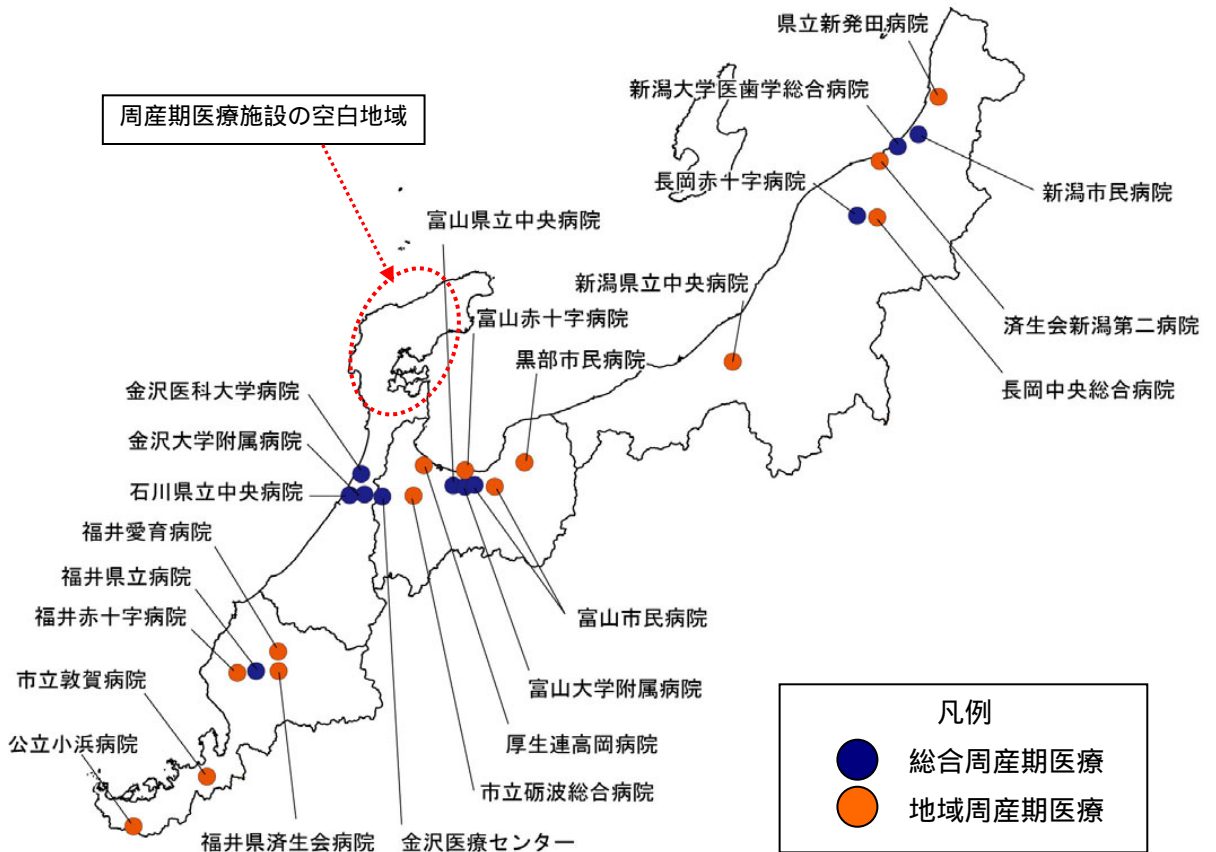 県立新発田病院
新潟大学医歯学総合病院
周産期医療施設の空白地域
長岡赤十字病院
新潟市民病院
富山県立中央病院
新潟県立中央病院
富山赤十字病院
済生会新潟第二病院
黒部市民病院
金沢医科大学病院
長岡中央総合病院
金沢大学附属病院
石川県立中央病院
福井愛育病院
福井県立病院
福井赤十字病院
富山市民病院
市立敦賀病院
富山大学附属病院
公立小浜病院
厚生連高岡病院
市立砺波総合病院
福井県済生会病院
金沢医療センター
凡例
総合周産期医療
地域周産期医療